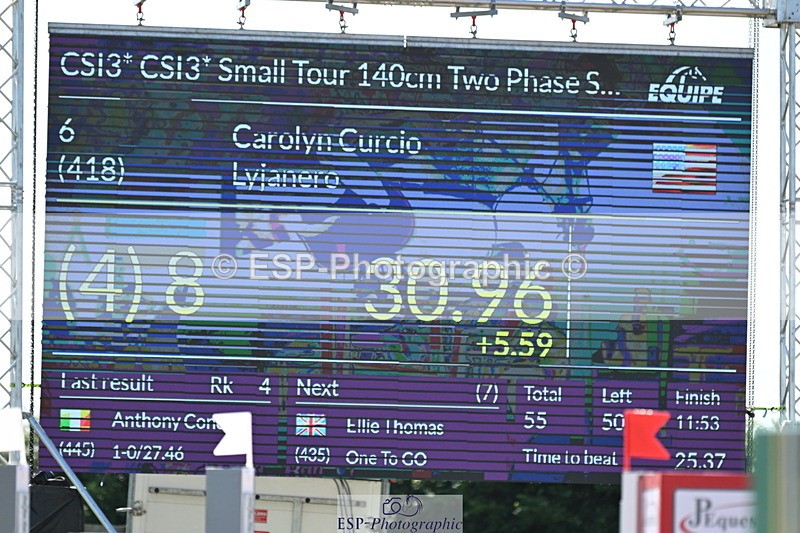 CSI3* CSI3* Small Tour 140cm Two Phase S...
EQUIPE
6 Carolyn Curcio
(418) Lyjanero
(4) 8 30.96
+5.59
© ESP-Photographic ©
Last result Rk 4 Next (7) Total Left Finish
Anthony Con Ellie Thomas 55 50 11:53
(445) 1-0/27.46 (435) One To GO Time to beat 25.37
JPEques
ESP-Photographic